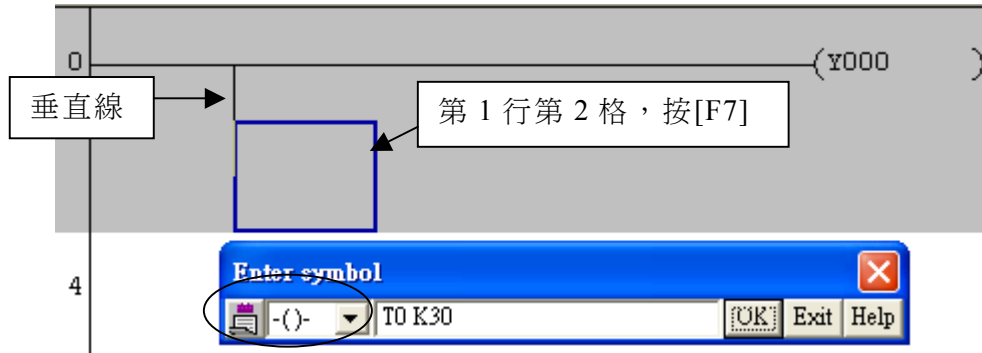 0
(Y000 )
垂直線
第 1 行第 2 格，按[F7]
4
Enter symbol
-( )- T0 K30 OK Exit Help